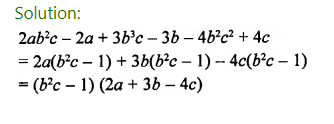 Solution:
2ab²c – 2a + 3b³c – 3b – 4b²c² + 4c
= 2a(b²c – 1) + 3b(b²c – 1) – 4c(b²c – 1)
= (b²c – 1) (2a + 3b – 4c)